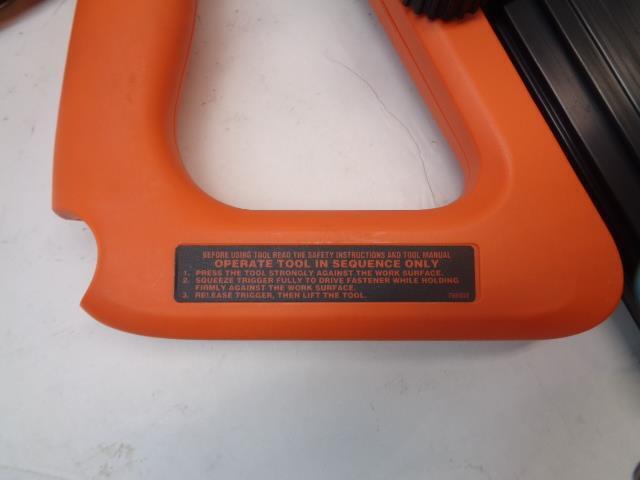 BEFORE USING TOOL READ THE SAFETY INSTRUCTIONS AND TOOL MANUAL
OPERATE TOOL IN SEQUENCE ONLY
1. PRESS THE TOOL STRONGLY AGAINST THE WORK SURFACE.
2. SQUEEZE TRIGGER FULLY TO DRIVE FASTENER WHILE HOLDING
FIRMLY AGAINST THE WORK SURFACE.
3. RELEASE TRIGGER, THEN LIFT THE TOOL.